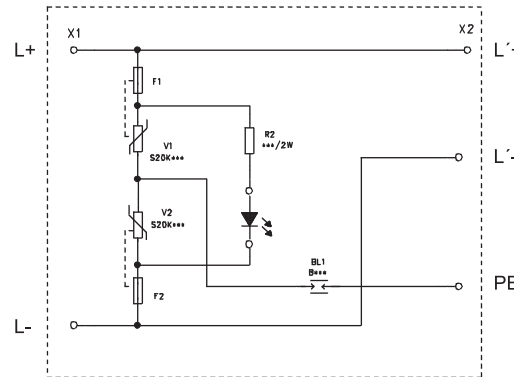 X1
X2
L+
L´-
F1
R2
***/2W
V1
S20K***
L´-
V2
S20K***
BL1
B***
PE
F2
L-